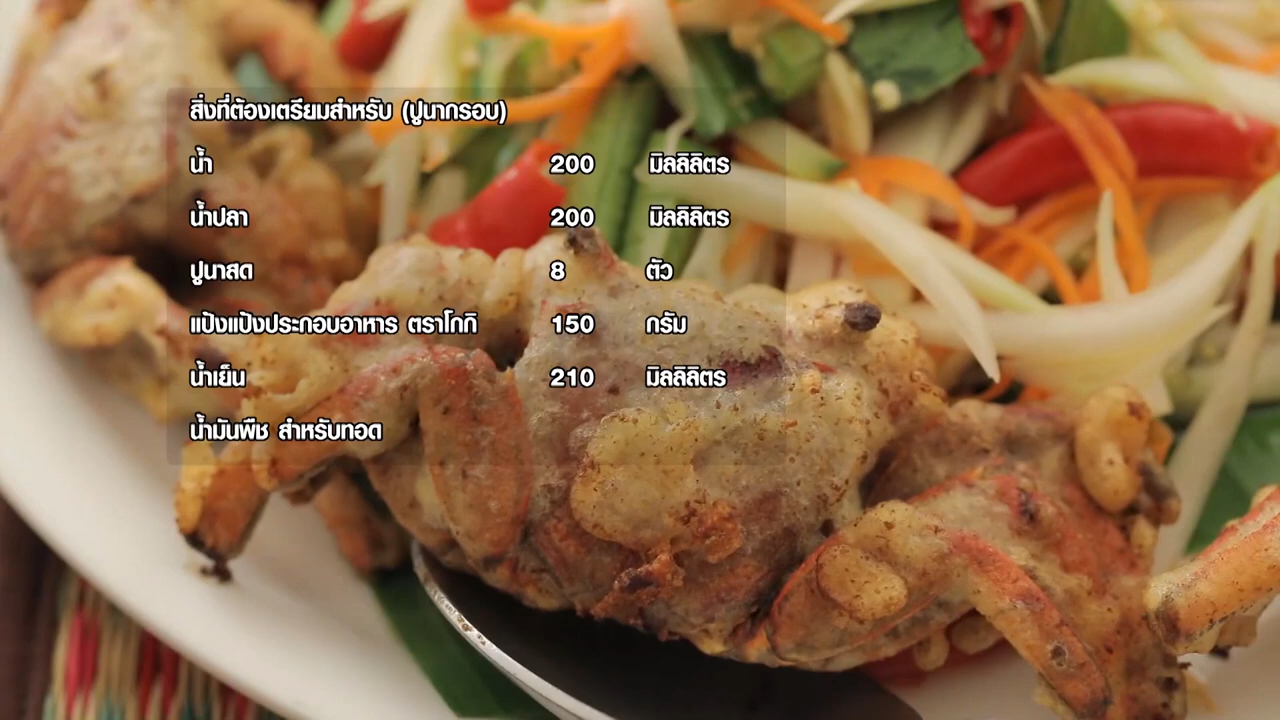 สิ่งที่ต้องเตรียมสำหรับ (ปูนากรอบ)
น้ำ 200 มิลลิลิตร
น้ำปลา 200 มิลลิลิตร
ปูนาสด 8 ตัว
แป้งแป้งประกอบอาหาร ตราโกกิ 150 กรัม
น้ำเย็น 210 มิลลิลิตร
น้ำมันพืช สำหรับทอด